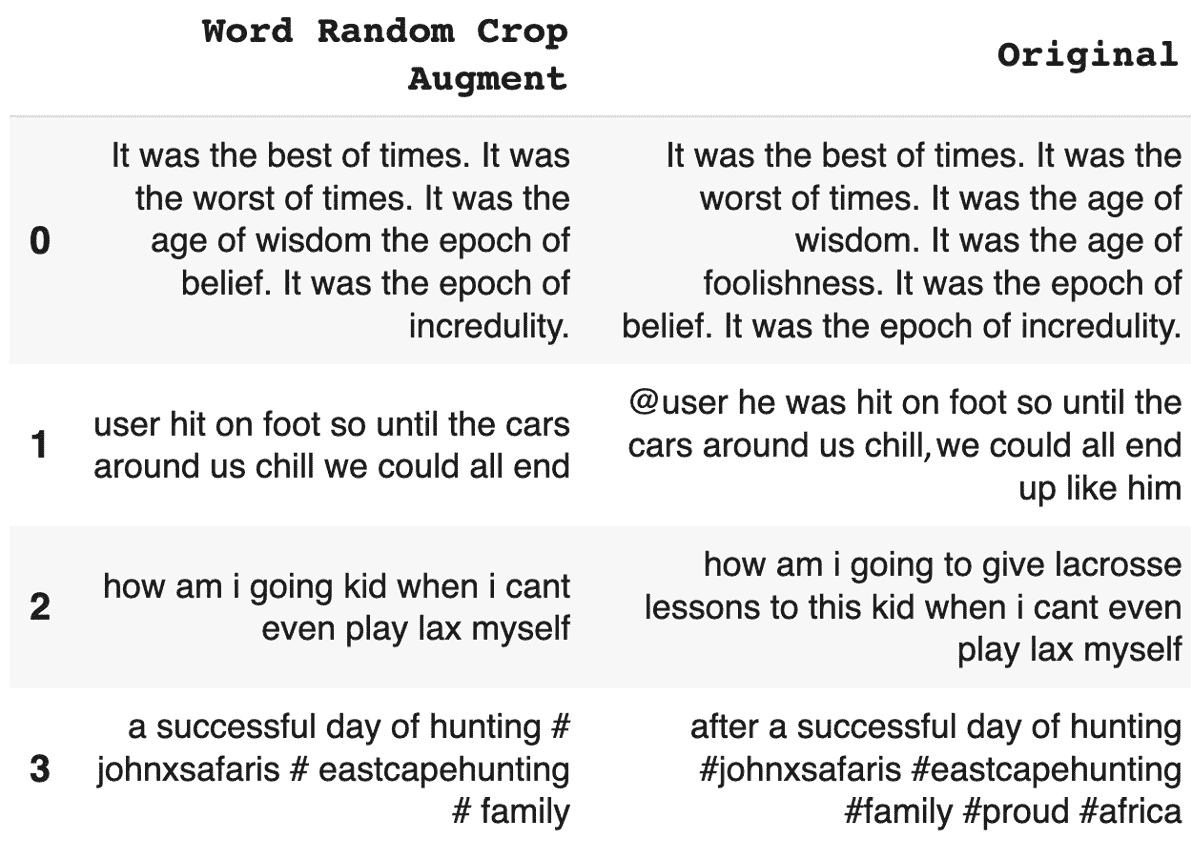 Word Random Crop
Augment
Original
0
It was the best of times. It was
the worst of times. It was the
age of wisdom the epoch of
belief. It was the epoch of
incredulity.
It was the best of times. It was the
worst of times. It was the age of
wisdom. It was the age of
foolishness. It was the epoch of
belief. It was the epoch of incredulity.
1
user hit on foot so until the cars
around us chill we could all end
@user he was hit on foot so until the
cars around us chill, we could all end
up like him
2
how am i going kid when i cant
even play lax myself
how am i going to give lacrosse
lessons to this kid when i cant even
play lax myself
3
a successful day of hunting #
johnxsafaris # eastcapehunting
# family
after a successful day of hunting
#johnxsafaris #eastcapehunting
#family #proud #africa